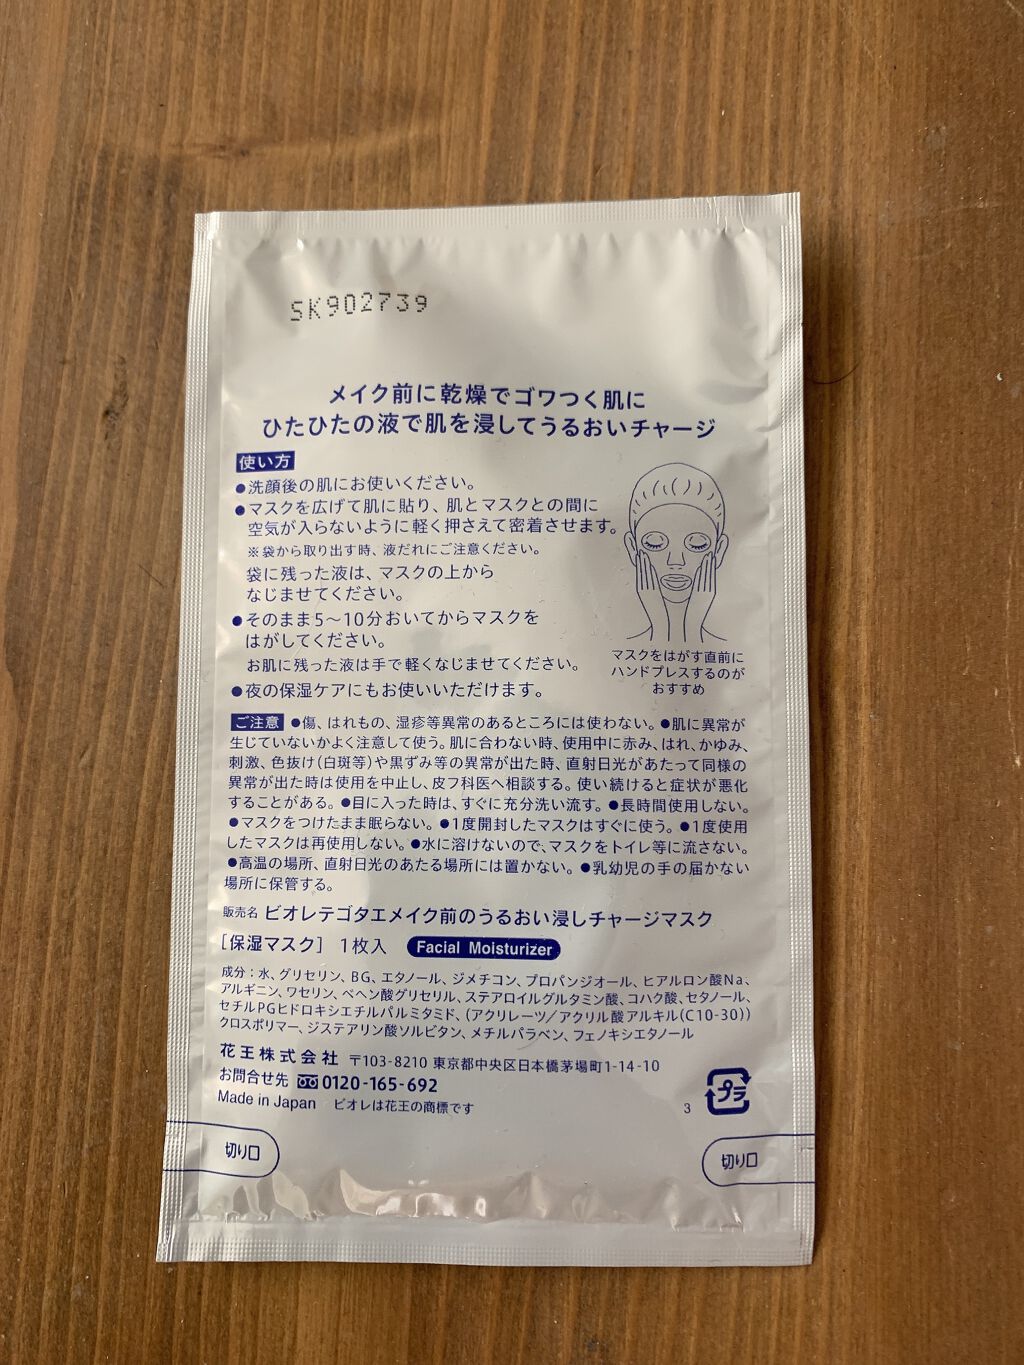 SK902739
メイク前に乾燥でゴワつく肌に
ひたひたの液で肌を浸してうるおいチャージ
使い方
●洗顔後の肌にお使いください。
●マスクを広げて肌に貼り、肌とマスクとの間に
空気が入らないように軽く押さえて密着させます。
※袋から取り出す時、液だれにご注意ください。
袋に残った液は、マスクの上から
なじませてください。
●そのまま5～10分おいてからマスクを
はがしてください。
お肌に残った液は手で軽くなじませてください。
●夜の保湿ケアにもお使いいただけます。
マスクをはがす直前に
ハンドプレスするのが
おすすめ
ご注意 ●傷、はれもの、湿疹等異常のあるところには使わない。●肌に異常が
生じていないかよく注意して使う。肌に合わない時、使用中に赤み、はれ、かゆみ、
刺激、色抜け(白斑等)や黒ずみ等の異常が出た時、直射日光があたって同様の
異常が出た時は使用を中止し、皮フ科医へ相談する。使い続けると症状が悪化
することがある。●目に入った時は、すぐに充分洗い流す。●長時間使用しない。
●マスクをつけたまま眠らない。●1度開封したマスクはすぐに使う。●1度使用
したマスクは再使用しない。●水に溶けないので、マスクをトイレ等に流さない。
●高温の場所、直射日光のあたる場所には置かない。●乳幼児の手の届かない
場所に保管する。
販売名 ビオレテゴタエメイク前のうるおい浸しチャージマスク
[保湿マスク] 1枚入 Facial Moisturizer
成分：水、グリセリン、BG、エタノール、ジメチコン、プロパンジオール、ヒアルロン酸Na、
アルギニン、ワセリン、ベヘン酸グリセリル、ステアロイルグルタミン酸、コハク酸、セタノール、
セチルPGヒドロキシエチルパルミタミド、(アクリレーツ/アクリル酸アルキル(C10-30))
クロスポリマー、ジステアリン酸ソルビタン、メチルパラベン、フェノキシエタノール
花王株式会社 〒103-8210 東京都中央区日本橋茅場町1-14-10
お問合せ先 0120-165-692
Made in Japan ビオレは花王の商標です
3
プラ
切り口
切り口